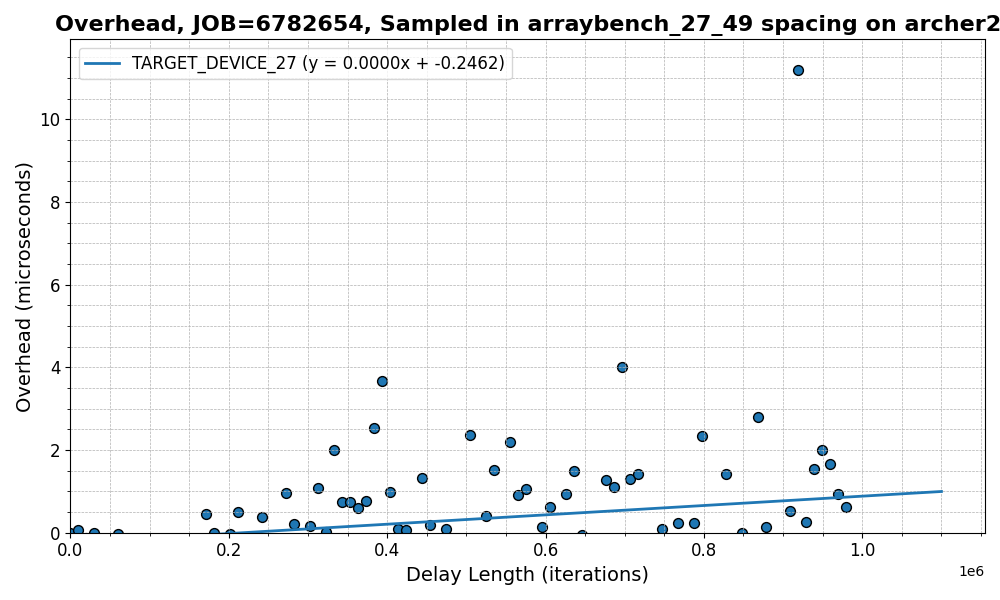 Overhead, JOB=6782654, Sampled in arraybench_27_49 spacing on archer2
TARGET_DEVICE_27 (y = 0.0000x + -0.2462)
Overhead (microseconds)
10
8
6
4
2
0
0.0 0.2 0.4 0.6 0.8 1.0
1e6
Delay Length (iterations)